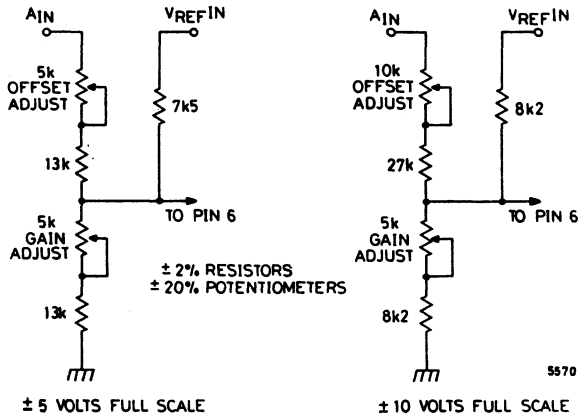 AIN
VREFIN
5k
OFFSET
ADJUST
7k5
13k
TO PIN 6
5k
GAIN
ADJUST
13k
± 5 VOLTS FULL SCALE
± 2% RESISTORS
± 20% POTENTIOMETERS
AIN
VREFIN
10k
OFFSET
ADJUST
8k2
27k
TO PIN 6
5k
GAIN
ADJUST
8k2
5570
± 10 VOLTS FULL SCALE